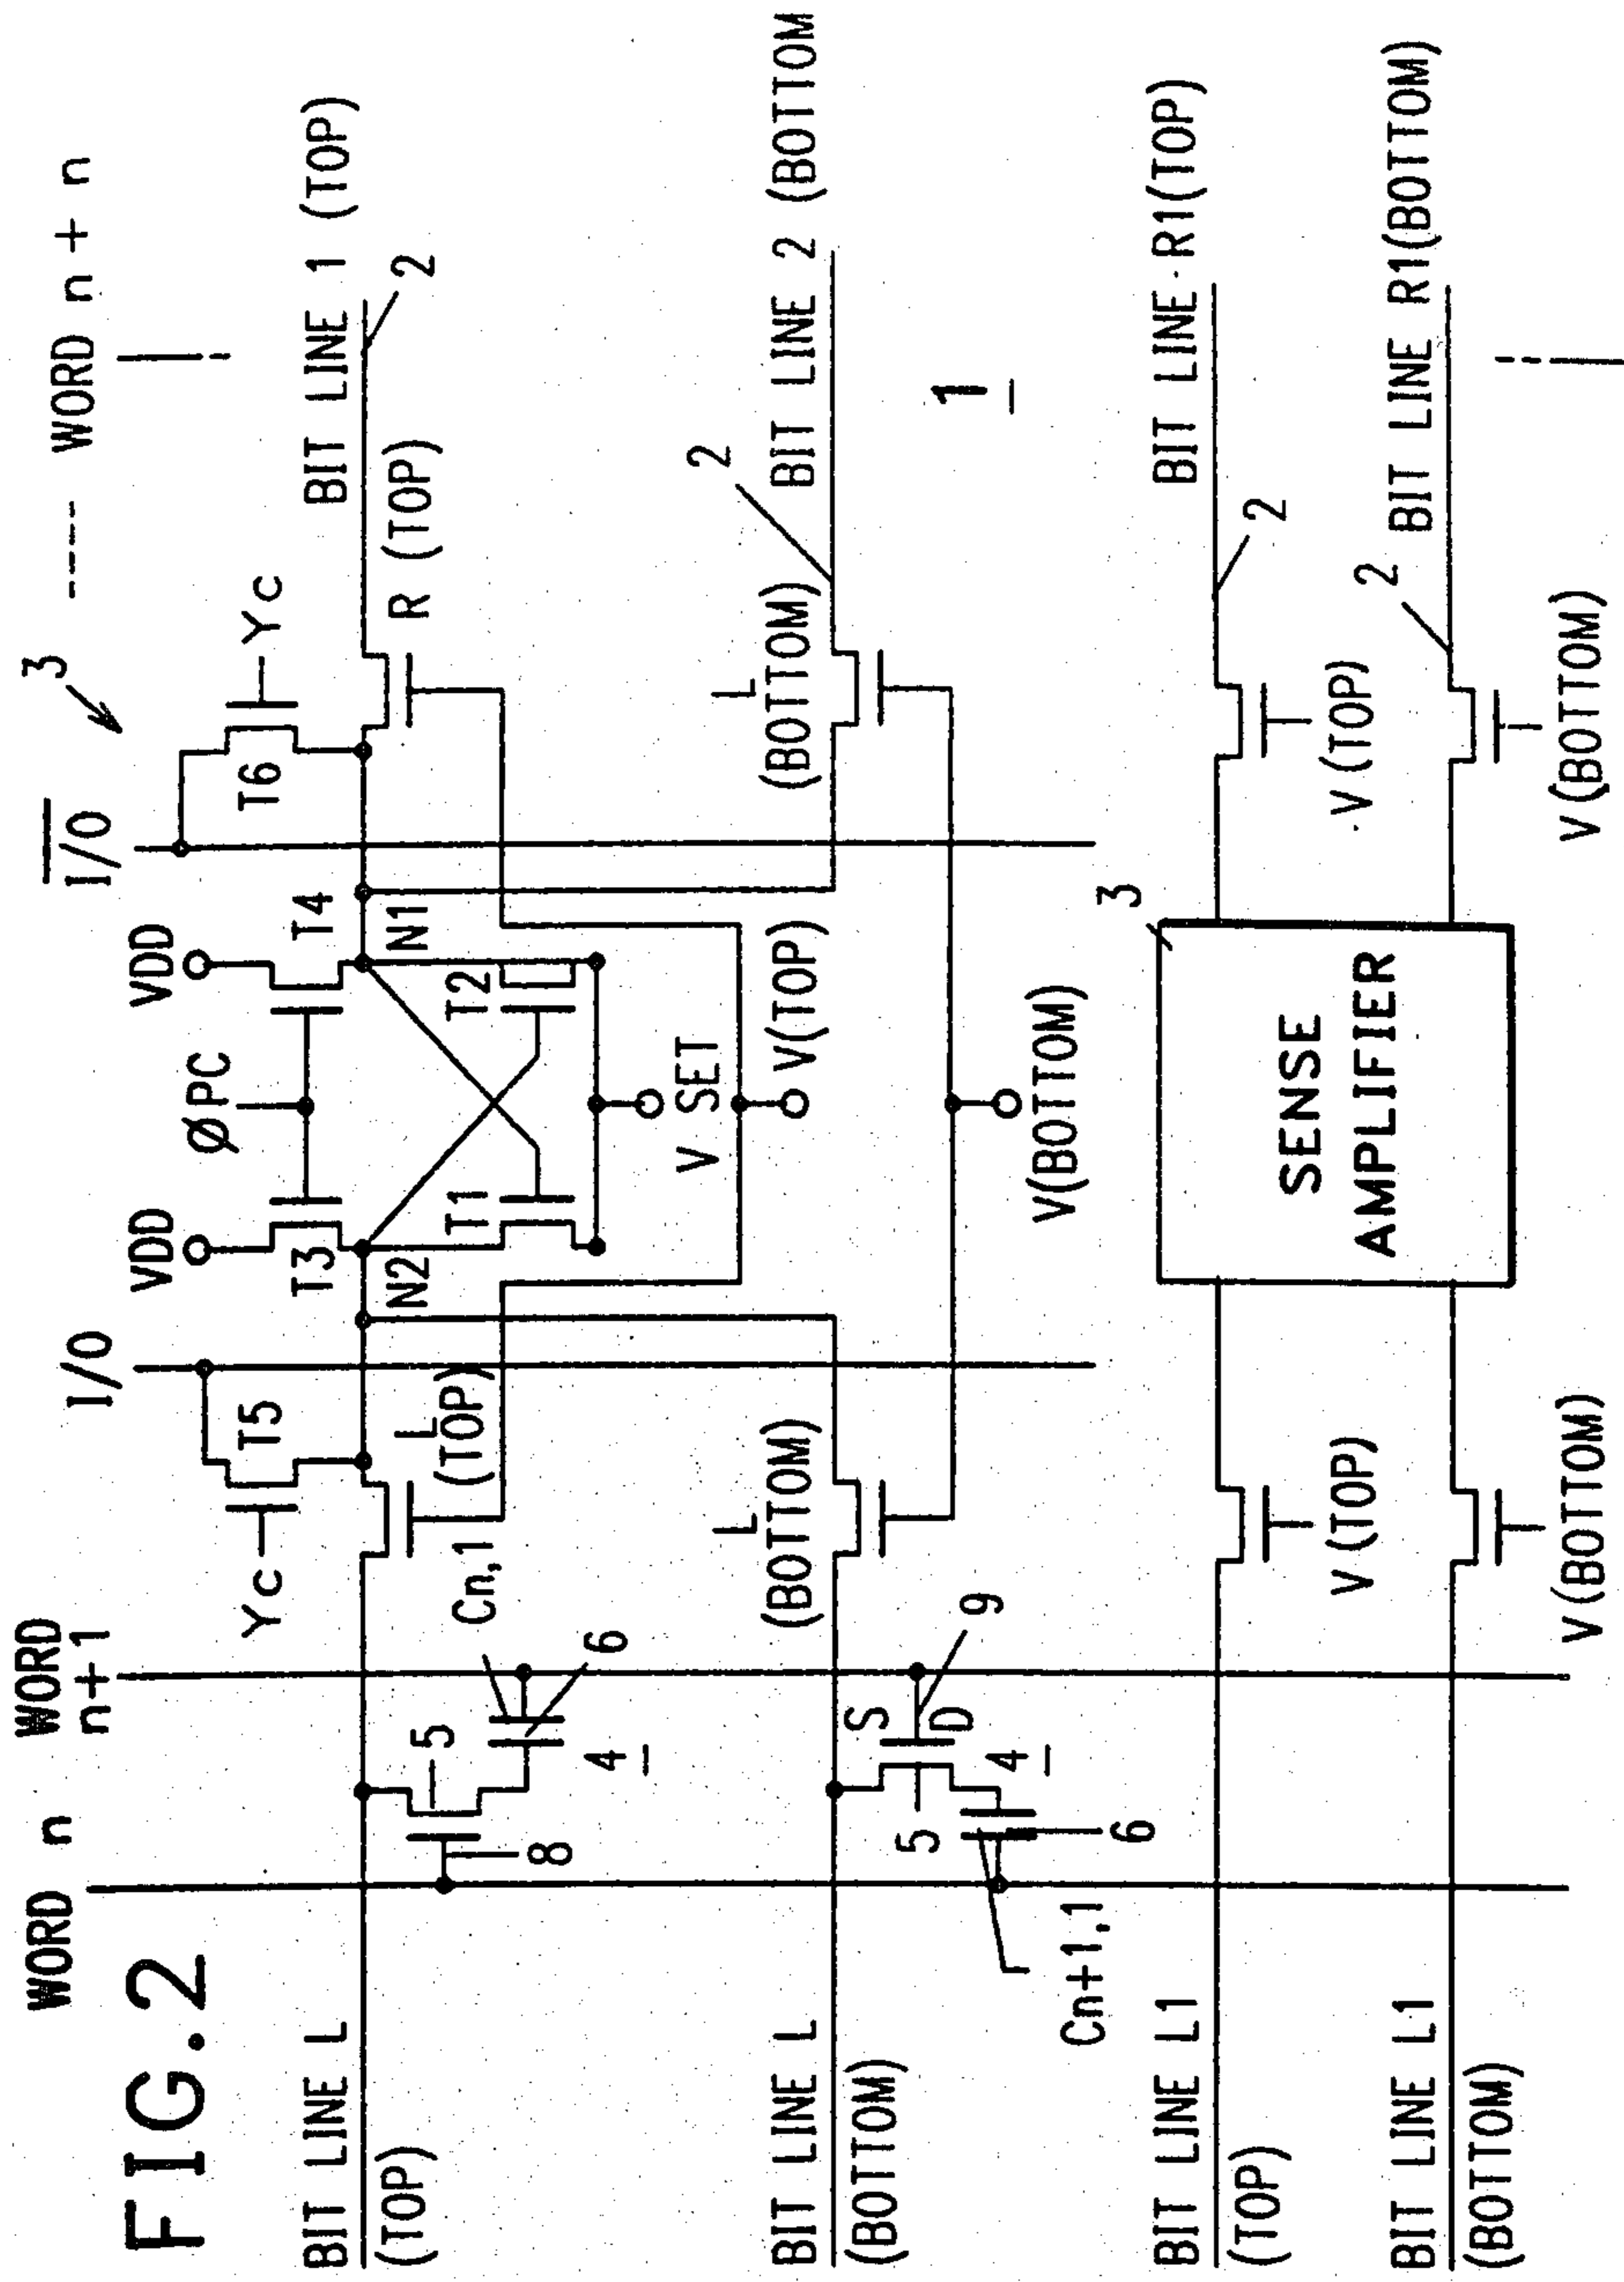 FIG.2
WORD n
WORD
n+1
3
---- WORD n + n
I/O
I/O
VDD
ØPC
VDD
Yc
T5
T3
T4
T6
Yc
BIT LINE L
(TOP)
L
(TOP)
N2
N1
R (TOP)
BIT LINE 1 (TOP)
2
5
8
Cn,1
6
4
T1
T2
V SET
V(TOP)
BIT LINE L
(BOTTOM)
L
(BOTTOM)
L
(BOTTOM)
2
BIT LINE 2 (BOTTOM
S
D
9
5
4
6
Cn+1,1
V(BOTTOM)
1
BIT LINE L1
(TOP)
V(TOP)
3
SENSE
AMPLIFIER
V(TOP)
2
BIT LINE R1(TOP)
BIT LINE L1
(BOTTOM)
V(BOTTOM)
V(BOTTOM)
2
BIT LINE R1(BOTTOM)